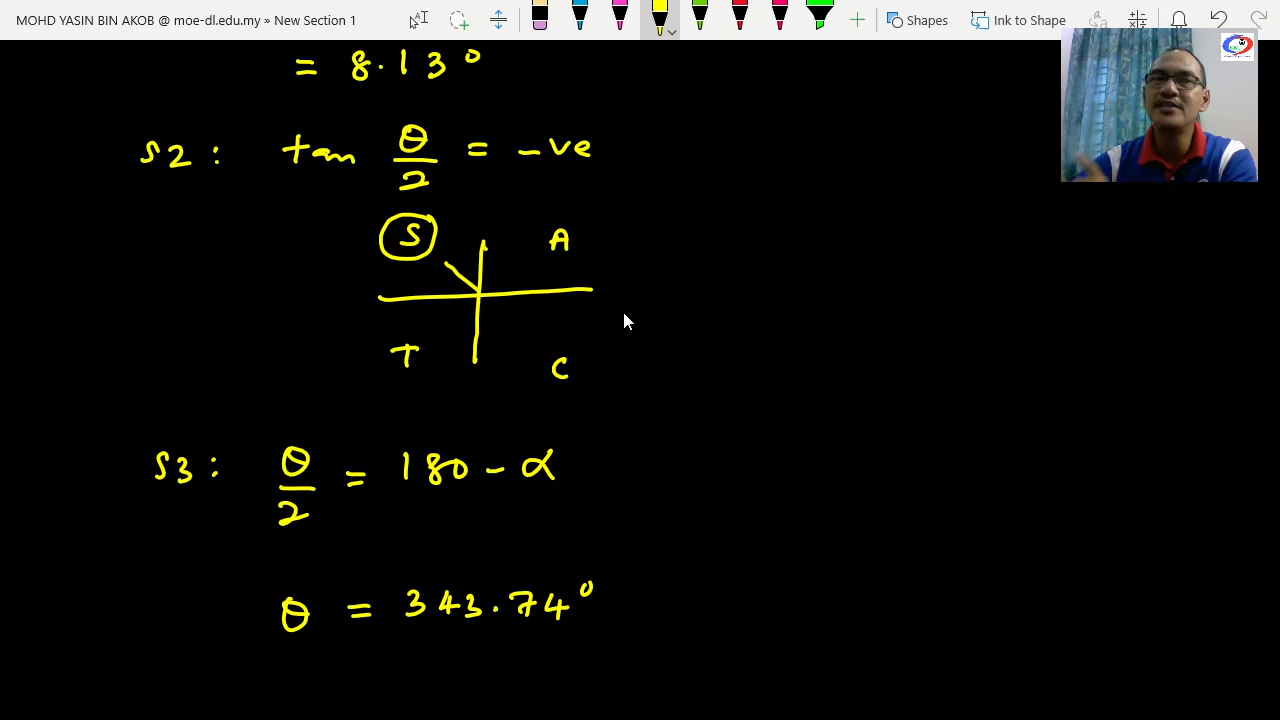 MOHD YASIN BIN AKOB @ moe-dl.edu.my » New Section 1
Shapes
Ink to Shape
= 8.13°
S2 : tan θ/2 = -ve
S A
T C
S3 : θ/2 = 180 - α
θ = 343.74°